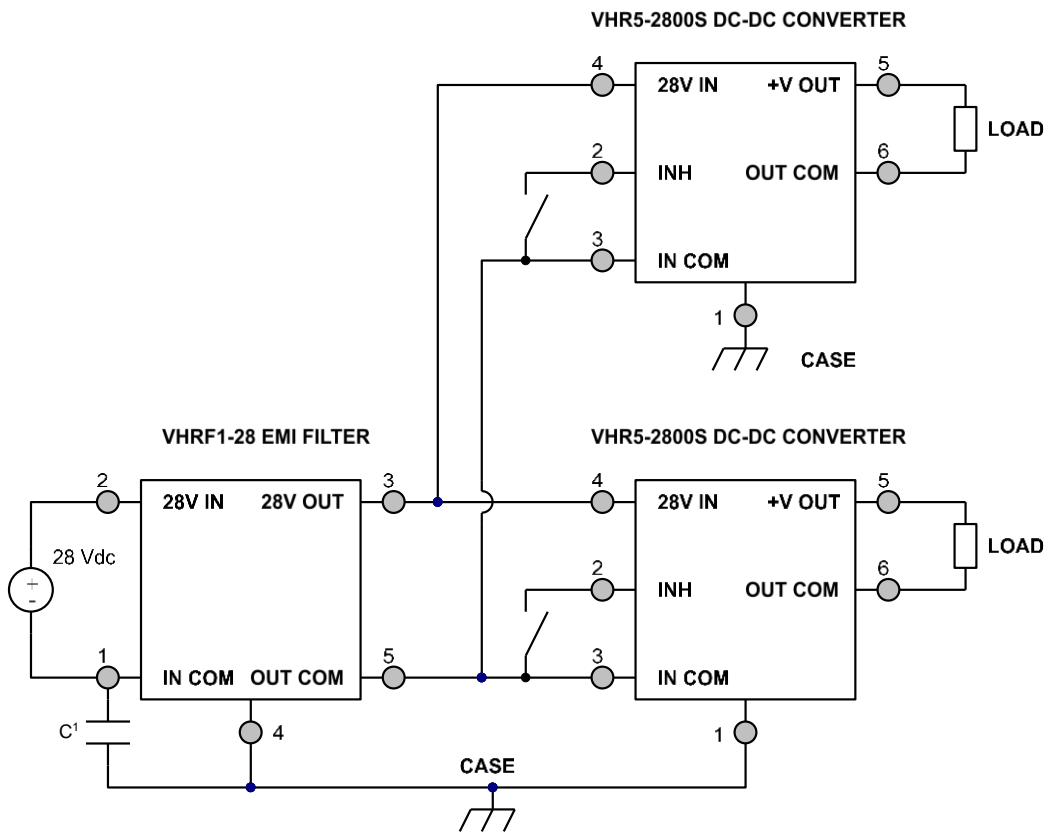 VHR5-2800S DC-DC CONVERTER
4 28V IN +V OUT 5
LOAD
2 INH OUT COM 6
3 IN COM
1
CASE
VHRF1-28 EMI FILTER VHR5-2800S DC-DC CONVERTER
2 28V IN 28V OUT 3 4 28V IN +V OUT 5
28 Vdc
+
-
LOAD
2 INH OUT COM 6
1 IN COM OUT COM 5 3 IN COM
C¹
4 1
CASE